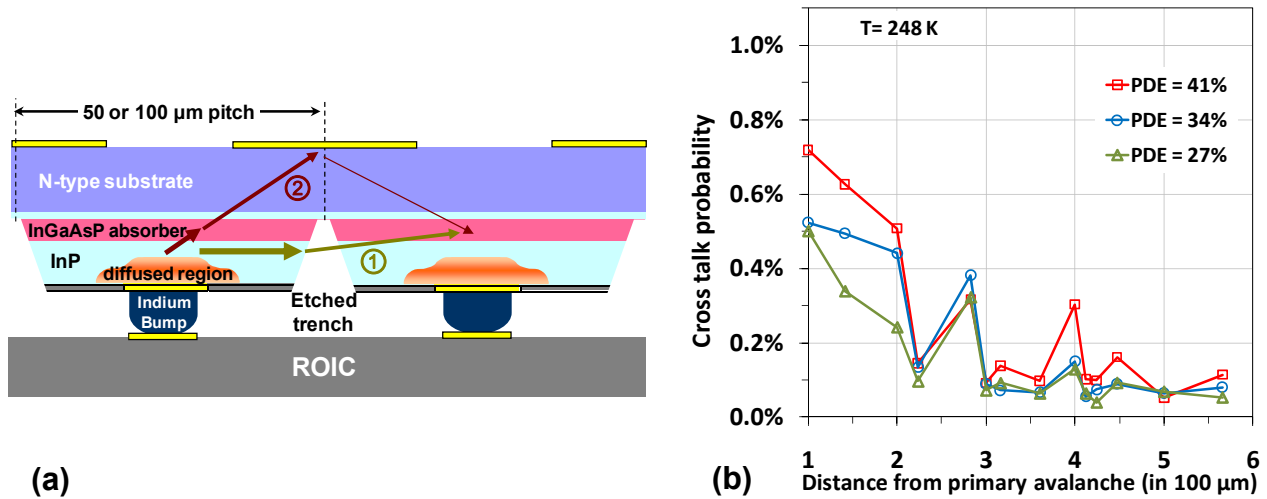 50 or 100 µm pitch
N-type substrate
2
InGaAsP absorber
InP
1
diffused region
Indium
Bump
Etched
trench
ROIC
(a)
T= 248 K
1.0%
0.8%
0.6%
0.4%
0.2%
0.0%
Cross talk probability
PDE = 41%
PDE = 34%
PDE = 27%
1 2 3 4 5 6
Distance from primary avalanche (in 100 µm)
(b)